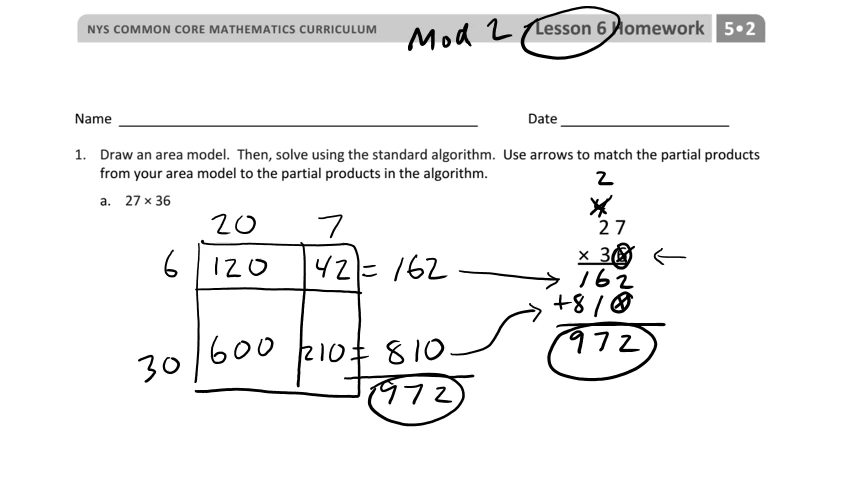 NYS COMMON CORE MATHEMATICS CURRICULUM Mod 2 Lesson 6 Homework 5•2
Name Date
1. Draw an area model. Then, solve using the standard algorithm. Use arrows to match the partial products
from your area model to the partial products in the algorithm.
a. 27 × 36
20 7
6 120 42 = 162
30 600 210 = 810
972
2
4
27
× 36
162
+810
972